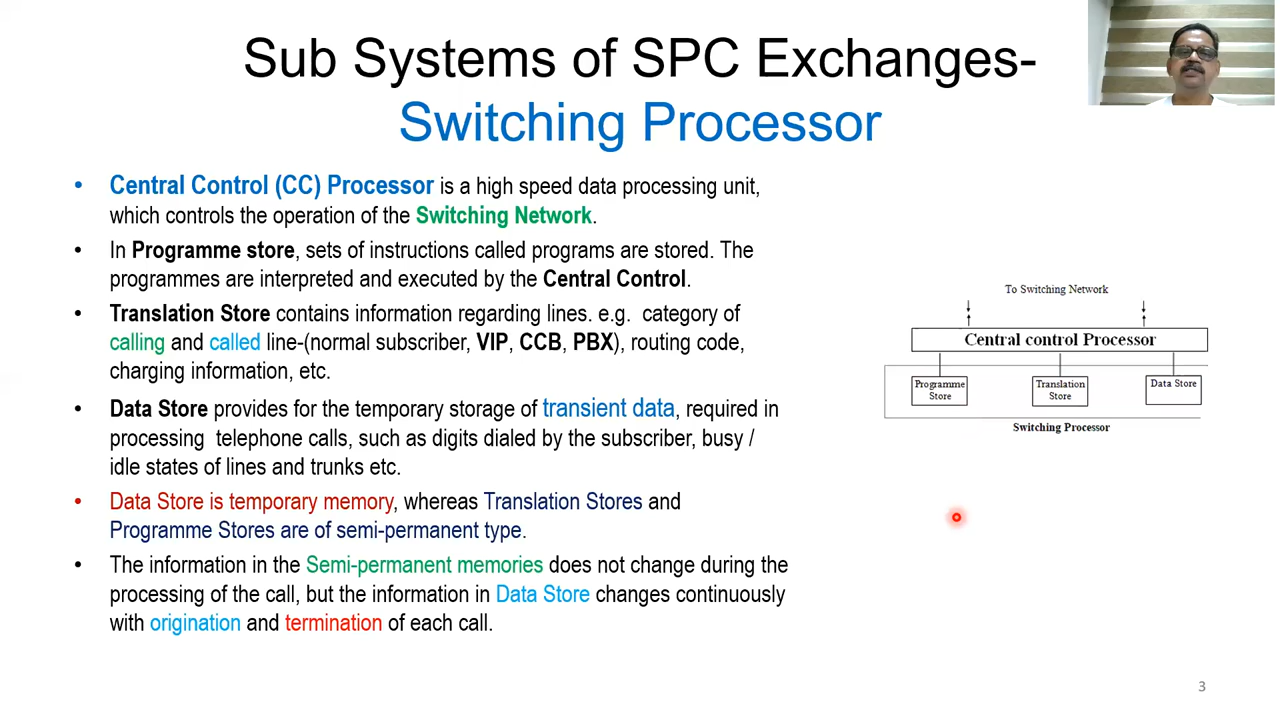 Sub Systems of SPC Exchanges-
Switching Processor
• Central Control (CC) Processor is a high speed data processing unit,
which controls the operation of the Switching Network.
• In Programme store, sets of instructions called programs are stored. The
programmes are interpreted and executed by the Central Control.
• Translation Store contains information regarding lines. e.g. category of
calling and called line-(normal subscriber, VIP, CCB, PBX), routing code,
charging information, etc.
• Data Store provides for the temporary storage of transient data, required in
processing telephone calls, such as digits dialed by the subscriber, busy /
idle states of lines and trunks etc.
• Data Store is temporary memory, whereas Translation Stores and
Programme Stores are of semi-permanent type.
• The information in the Semi-permanent memories does not change during the
processing of the call, but the information in Data Store changes continuously
with origination and termination of each call.
To Switching Network
Central control Processor
Programme
Store
Translation
Store
Data Store
Switching Processor
3